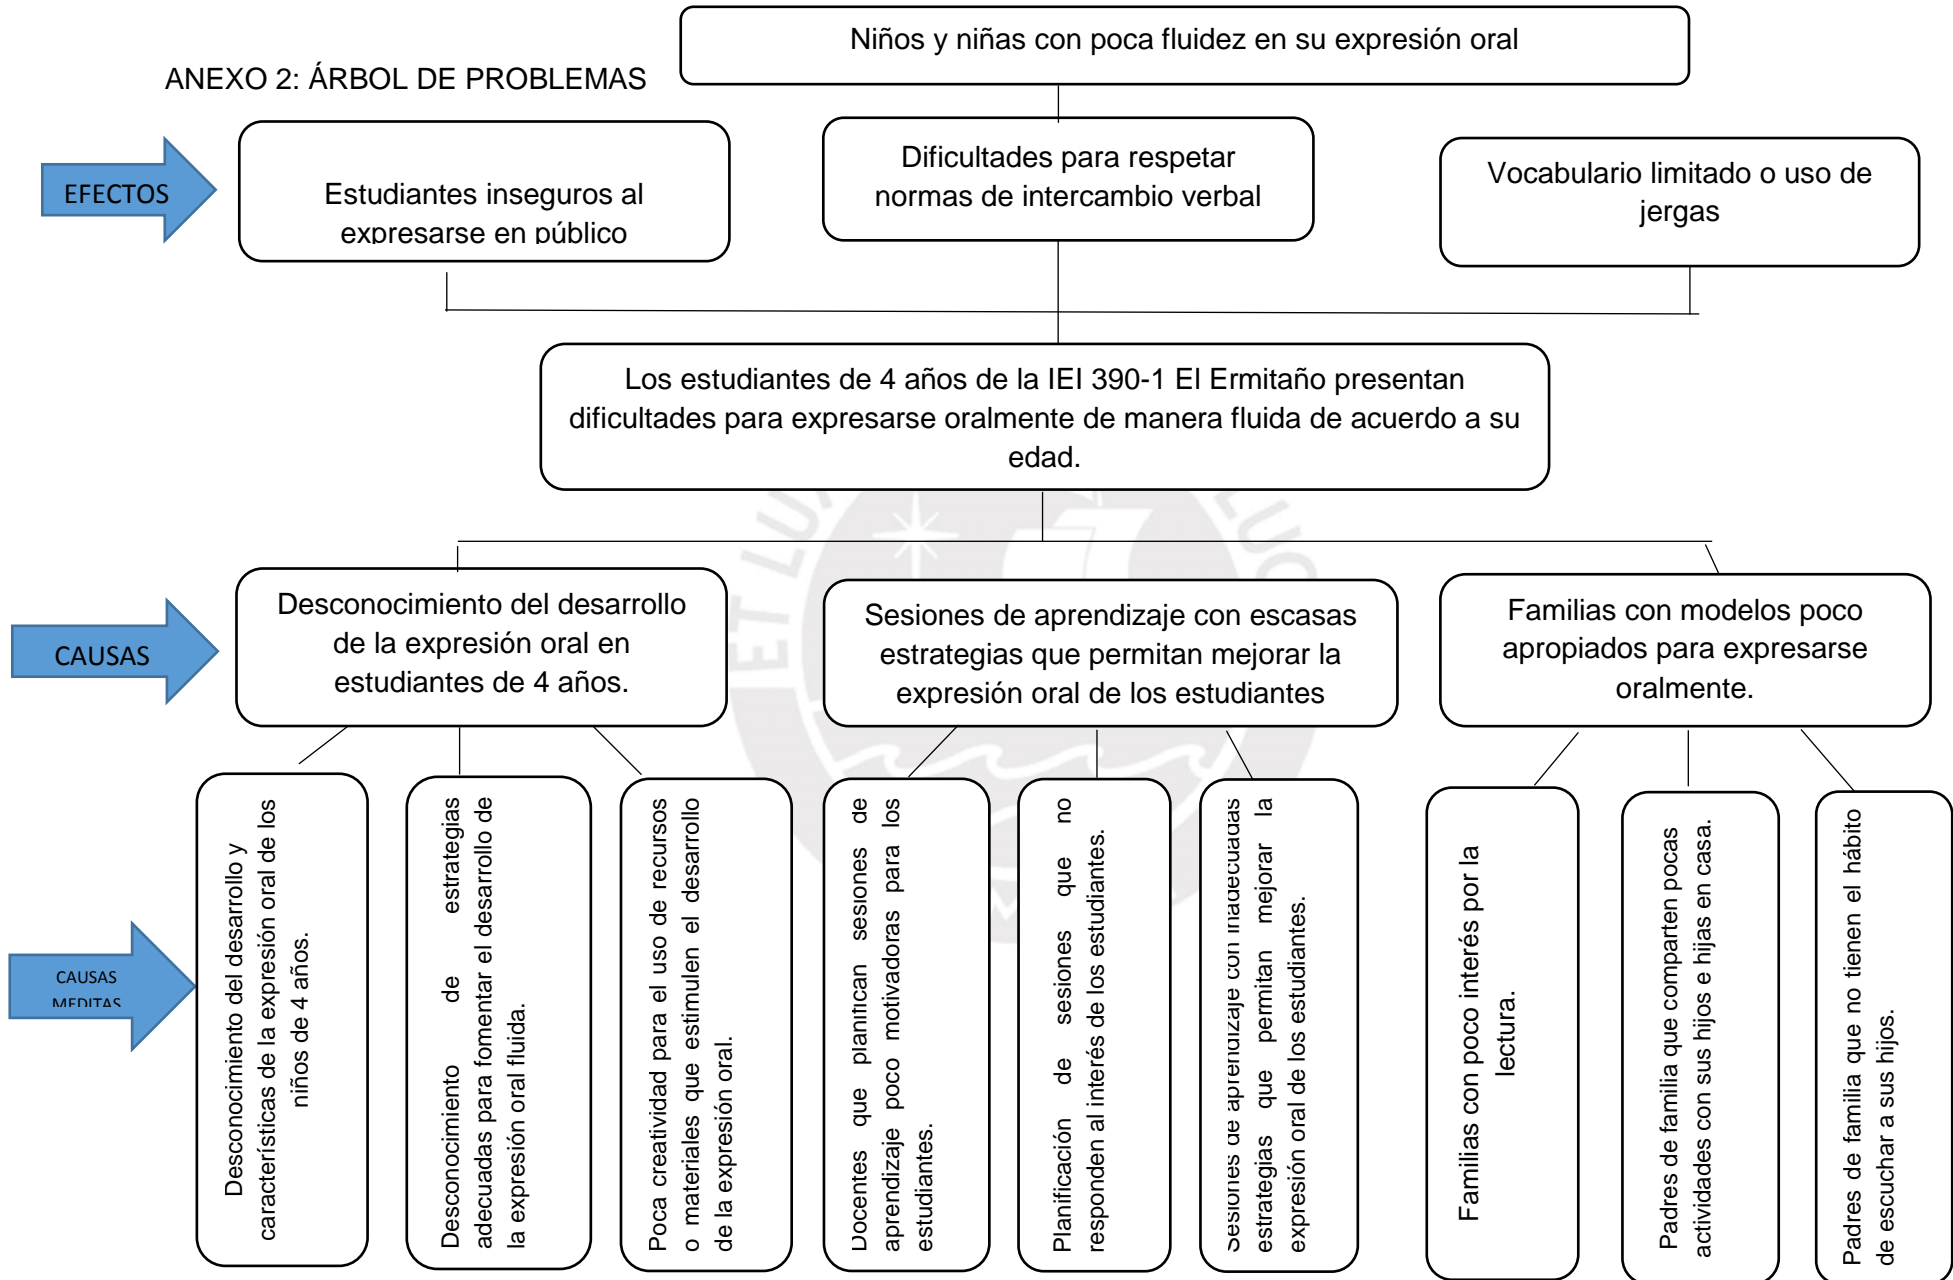 Niños y niñas con poca fluidez en su expresión oral
ANEXO 2: ÁRBOL DE PROBLEMAS
EFECTOS
Estudiantes inseguros al
expresarse en público
Dificultades para respetar
normas de intercambio verbal
Vocabulario limitado o uso de
jergas
Los estudiantes de 4 años de la IEI 390-1 El Ermitaño presentan
dificultades para expresarse oralmente de manera fluida de acuerdo a su
edad.
CAUSAS
Desconocimiento del desarrollo
de la expresión oral en
estudiantes de 4 años.
Sesiones de aprendizaje con escasas
estrategias que permitan mejorar la
expresión oral de los estudiantes
Familias con modelos poco
apropiados para expresarse
oralmente.
CAUSAS
MEDITAS
Desconocimiento del desarrollo y
características de la expresión oral de los
niños de 4 años.
Desconocimiento de estrategias
adecuadas para fomentar el desarrollo de
la expresión oral fluida.
Poca creatividad para el uso de recursos
o materiales que estimulen el desarrollo
de la expresión oral.
Docentes que planifican sesiones de
aprendizaje poco motivadoras para los
estudiantes.
Planificación de sesiones que no
responden al interés de los estudiantes.
Sesiones de aprendizaje con inadecuadas
estrategias que permitan mejorar la
expresión oral de los estudiantes.
Familias con poco interés por la
lectura.
Padres de familia que comparten pocas
actividades con sus hijos e hijas en casa.
Padres de familia que no tienen el hábito
de escuchar a sus hijos.
ET LUX